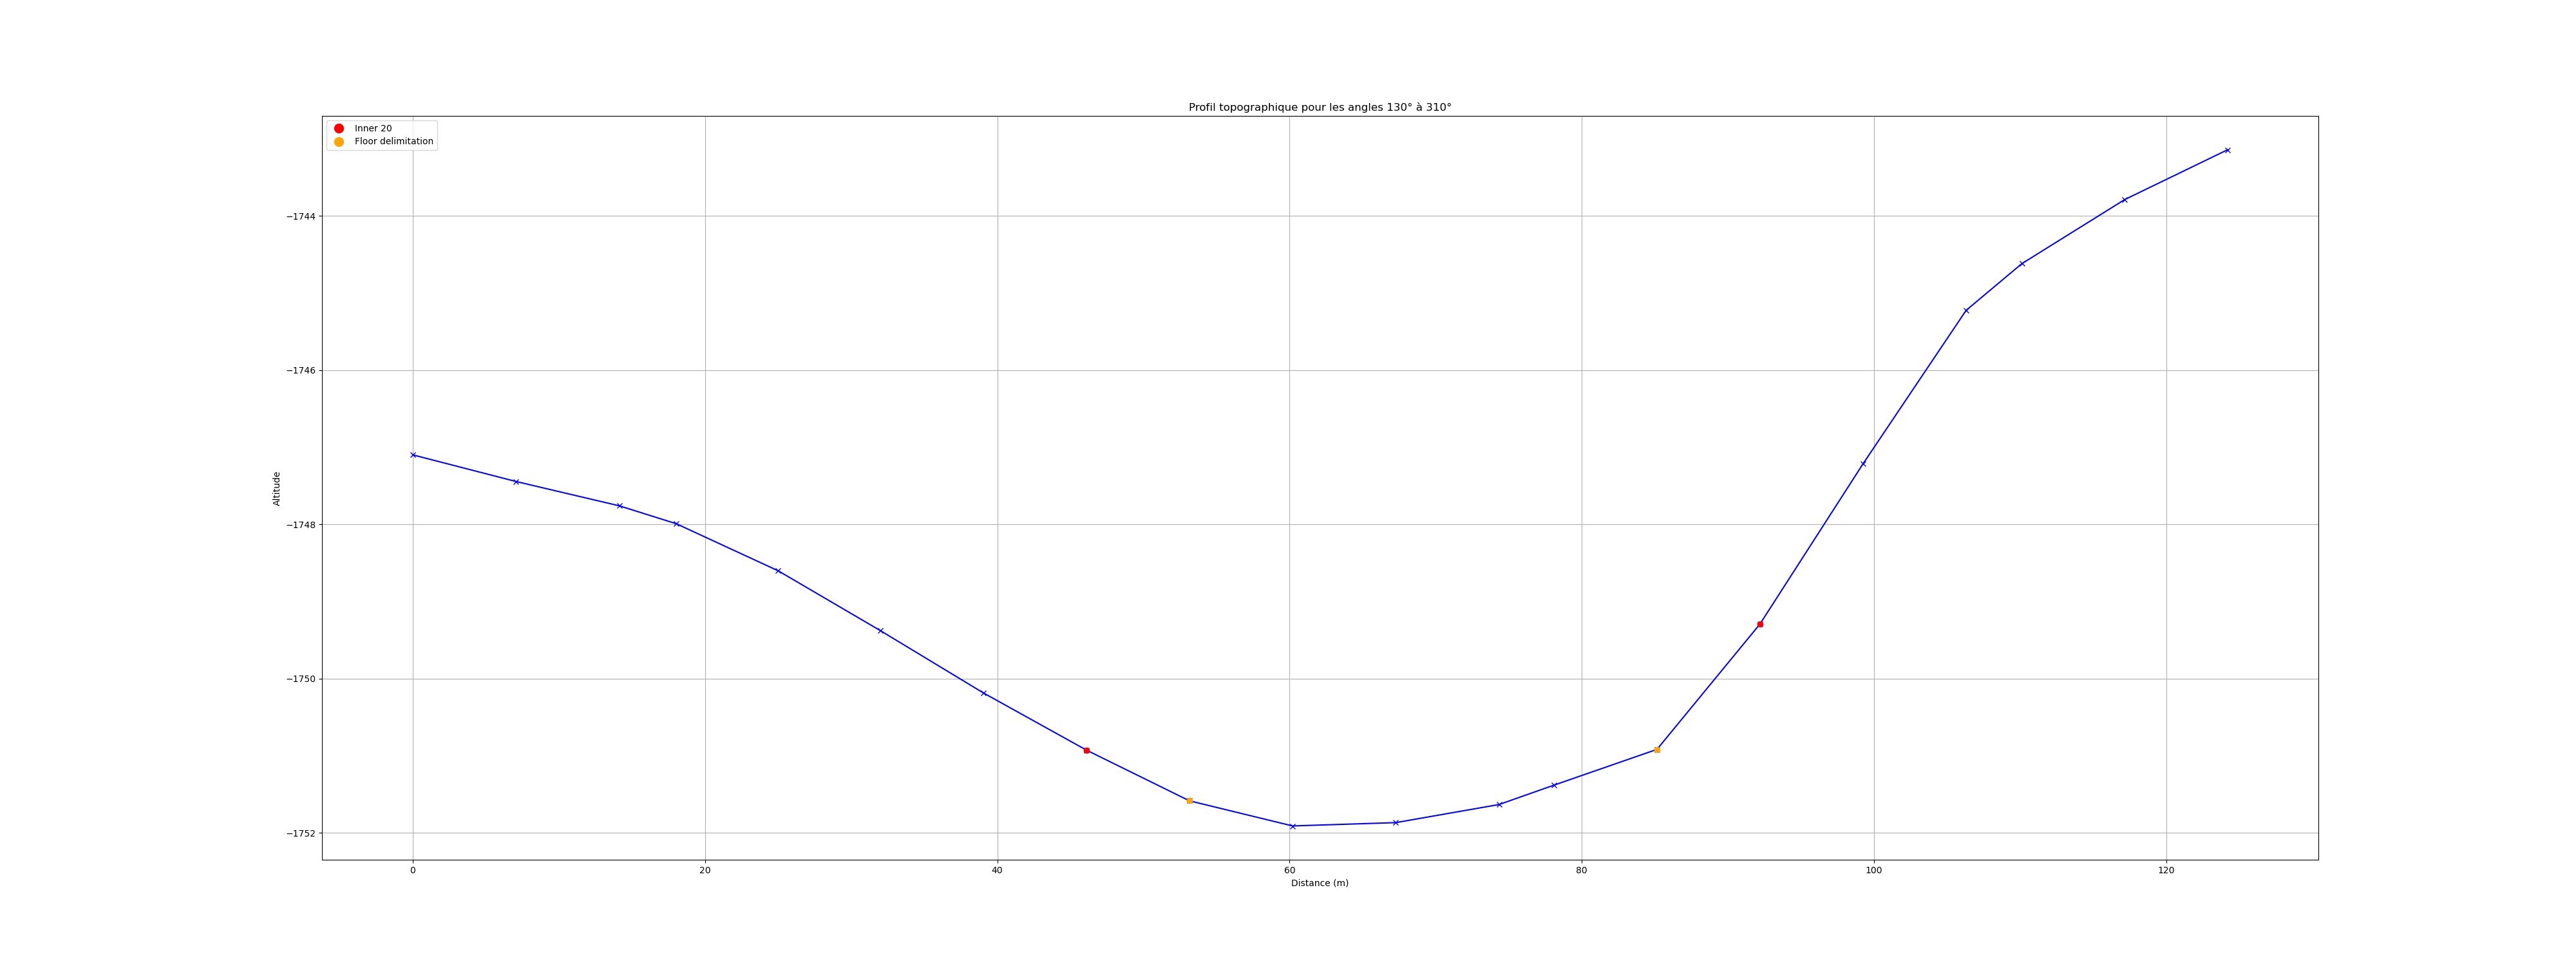 Profil topographique pour les angles 130° à 310°
Inner 20
Floor delimitation
−1744
−1746
−1748
−1750
−1752
Altitude
0 20 40 60 80 100 120
Distance (m)